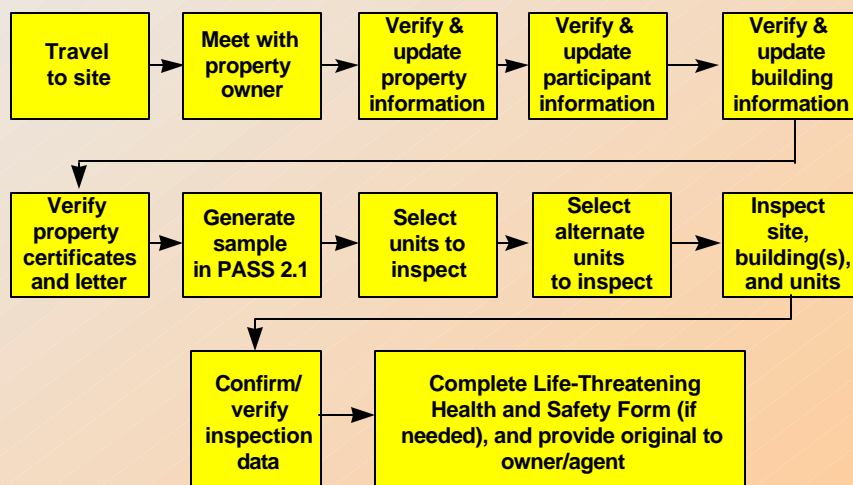 Travel
to site
Meet with
property
owner
Verify &
update
property
information
Verify &
update
participant
information
Verify &
update
building
information
Verify
property
certificates
and letter
Generate
sample
in PASS 2.1
Select
units to
inspect
Select
alternate
units
to inspect
Inspect
site,
building(s),
and units
Confirm/
verify
inspection
data
Complete Life-Threatening
Health and Safety Form (if
needed), and provide original to
owner/agent